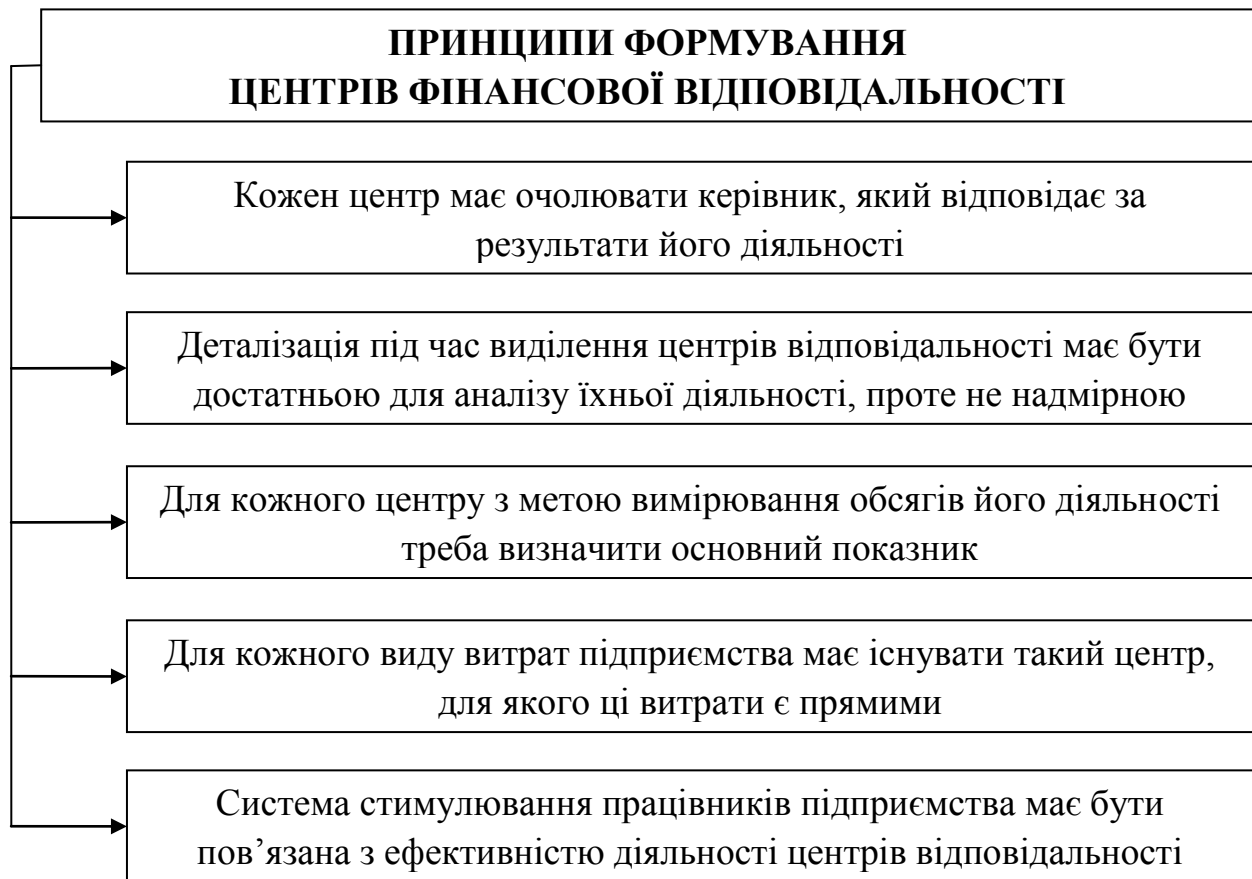 ПРИНЦИПИ ФОРМУВАННЯ
ЦЕНТРІВ ФІНАНСОВОЇ ВІДПОВІДАЛЬНОСТІ
Кожен центр має очолювати керівник, який відповідає за
результати його діяльності
Деталізація під час виділення центрів відповідальності має бути
достатньою для аналізу їхньої діяльності, проте не надмірною
Для кожного центру з метою вимірювання обсягів його діяльності
треба визначити основний показник
Для кожного виду витрат підприємства має існувати такий центр,
для якого ці витрати є прямими
Система стимулювання працівників підприємства має бути
пов’язана з ефективністю діяльності центрів відповідальності